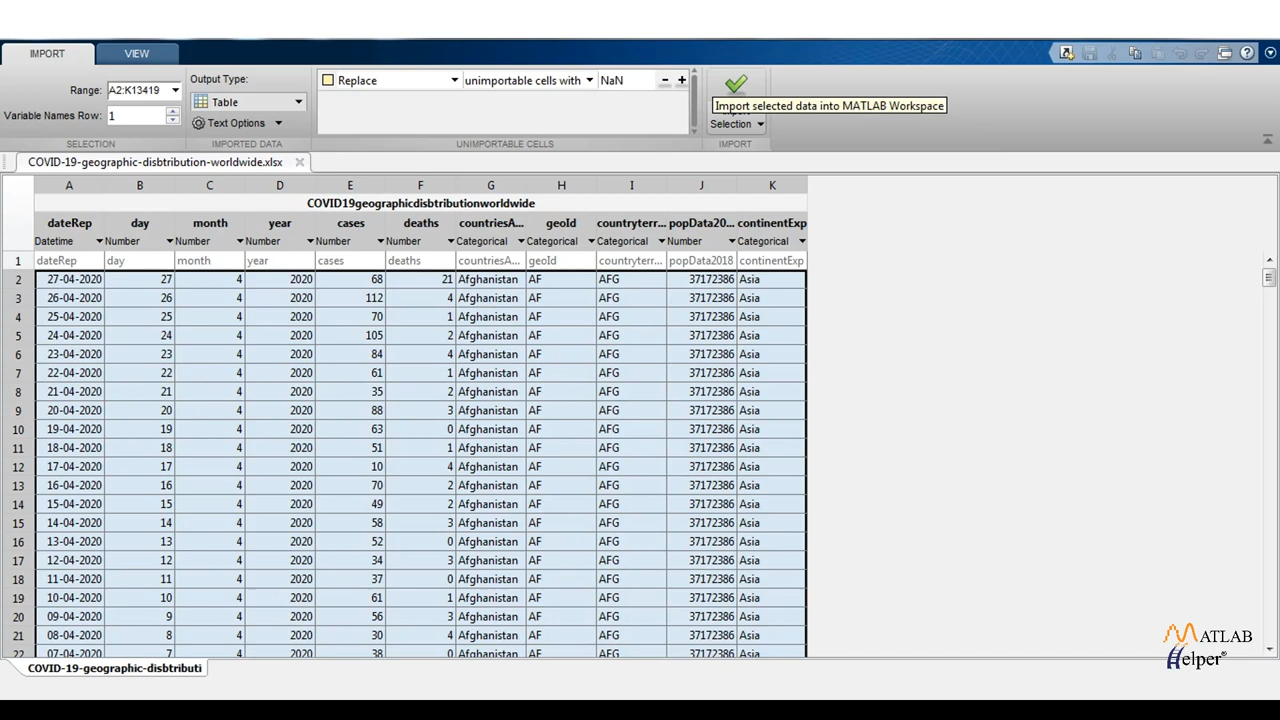 IMPORT VIEW
Range: A2:K13419
Variable Names Row: 1
SELECTION
Output Type:
Table
Text Options
IMPORTED DATA
Replace unimportable cells with NaN
UNIMPORTABLE CELLS
Import selected data into MATLAB Workspace
Selection
IMPORT
COVID-19-geographic-disbtribution-worldwide.xlsx
A B C D E F G H I J K
COVID19geographicdisbtributionworldwide
dateRep day month year cases deaths countriesA... geoId countryterr... popData20... continentExp
Datetime Number Number Number Number Number Categorical Categorical Categorical Number Categorical
1 dateRep day month year cases deaths countriesA... geoId countryterr... popData2018 continentExp
2 27-04-2020 27 4 2020 68 21 Afghanistan AF AFG 37172386 Asia
3 26-04-2020 26 4 2020 112 4 Afghanistan AF AFG 37172386 Asia
4 25-04-2020 25 4 2020 70 1 Afghanistan AF AFG 37172386 Asia
5 24-04-2020 24 4 2020 105 2 Afghanistan AF AFG 37172386 Asia
6 23-04-2020 23 4 2020 84 4 Afghanistan AF AFG 37172386 Asia
7 22-04-2020 22 4 2020 61 1 Afghanistan AF AFG 37172386 Asia
8 21-04-2020 21 4 2020 35 2 Afghanistan AF AFG 37172386 Asia
9 20-04-2020 20 4 2020 88 3 Afghanistan AF AFG 37172386 Asia
10 19-04-2020 19 4 2020 63 0 Afghanistan AF AFG 37172386 Asia
11 18-04-2020 18 4 2020 51 1 Afghanistan AF AFG 37172386 Asia
12 17-04-2020 17 4 2020 10 4 Afghanistan AF AFG 37172386 Asia
13 16-04-2020 16 4 2020 70 2 Afghanistan AF AFG 37172386 Asia
14 15-04-2020 15 4 2020 49 2 Afghanistan AF AFG 37172386 Asia
15 14-04-2020 14 4 2020 58 3 Afghanistan AF AFG 37172386 Asia
16 13-04-2020 13 4 2020 52 0 Afghanistan AF AFG 37172386 Asia
17 12-04-2020 12 4 2020 34 3 Afghanistan AF AFG 37172386 Asia
18 11-04-2020 11 4 2020 37 0 Afghanistan AF AFG 37172386 Asia
19 10-04-2020 10 4 2020 61 1 Afghanistan AF AFG 37172386 Asia
20 09-04-2020 9 4 2020 56 3 Afghanistan AF AFG 37172386 Asia
21 08-04-2020 8 4 2020 30 4 Afghanistan AF AFG 37172386 Asia
22 07-04-2020 7 4 2020 38 0 Afghanistan AF AFG 37172386 Asia
COVID-19-geographic-disbtributi
MATLAB
Helper®